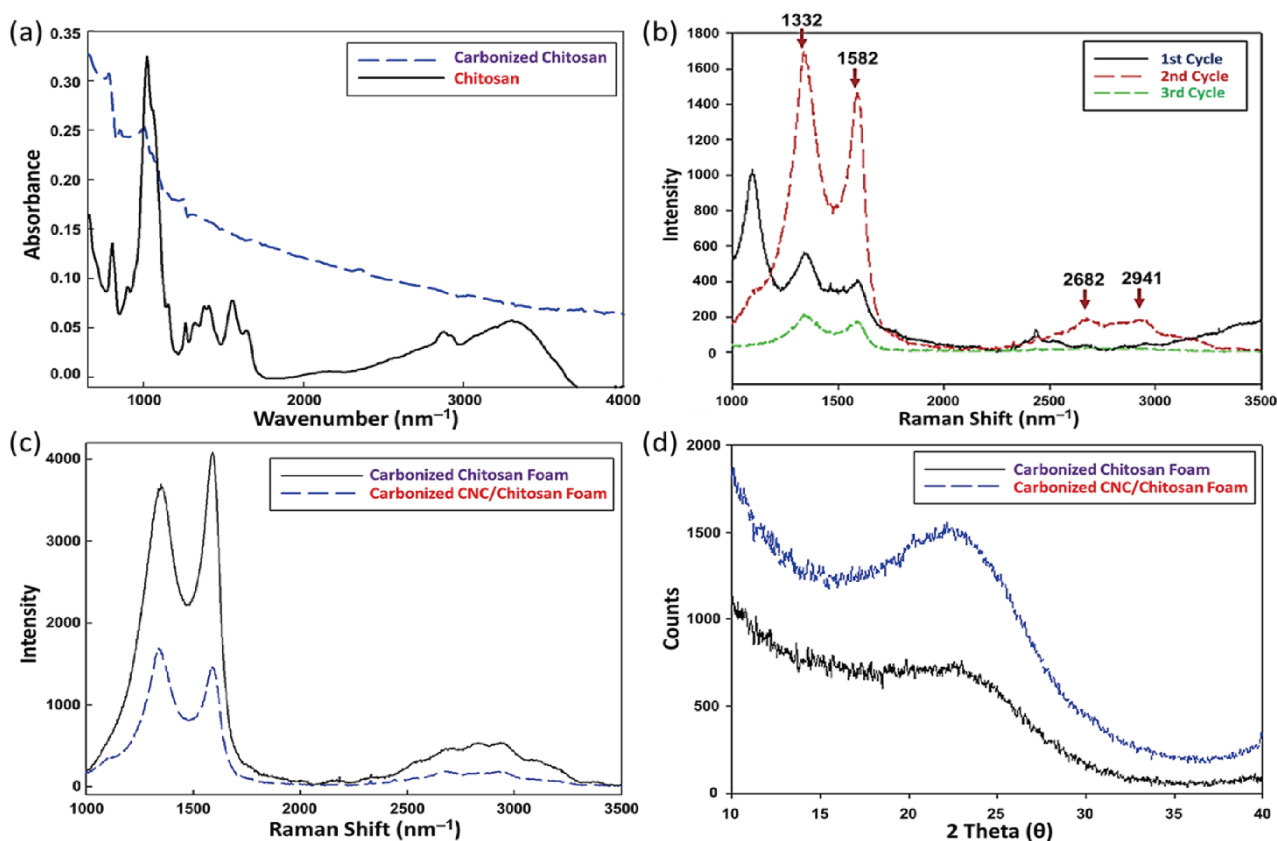 (a)
0.35
0.30
0.25
0.20
0.15
0.10
0.05
0.00
Absorbance
Carbonized Chitosan
Chitosan
1000 2000 3000 4000
Wavenumber (nm⁻¹)
(b)
1332
1582
2682 2941
1800
1600
1400
1200
1000
800
600
400
200
0
Intensity
1st Cycle
2nd Cycle
3rd Cycle
1000 1500 2000 2500 3000 3500
Raman Shift (nm⁻¹)
(c)
4000
3000
2000
1000
0
Intensity
Carbonized Chitosan Foam
Carbonized CNC/Chitosan Foam
1000 1500 2000 2500 3000 3500
Raman Shift (nm⁻¹)
(d)
2000
1500
1000
500
0
Counts
Carbonized Chitosan Foam
Carbonized CNC/Chitosan Foam
10 15 20 25 30 35 40
2 Theta (θ)